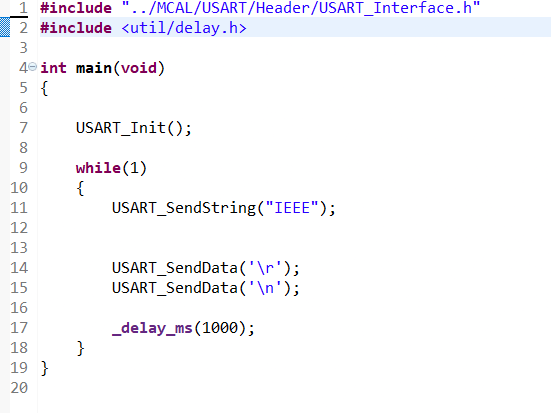 1 #include "../MCAL/USART/Header/USART_Interface.h"
2 #include <util/delay.h>
3
4 int main(void)
5 {
6
7     USART_Init();
8
9     while(1)
10     {
11         USART_SendString("IEEE");
12
13
14         USART_SendData('\r');
15         USART_SendData('\n');
16
17         _delay_ms(1000);
18     }
19 }
20